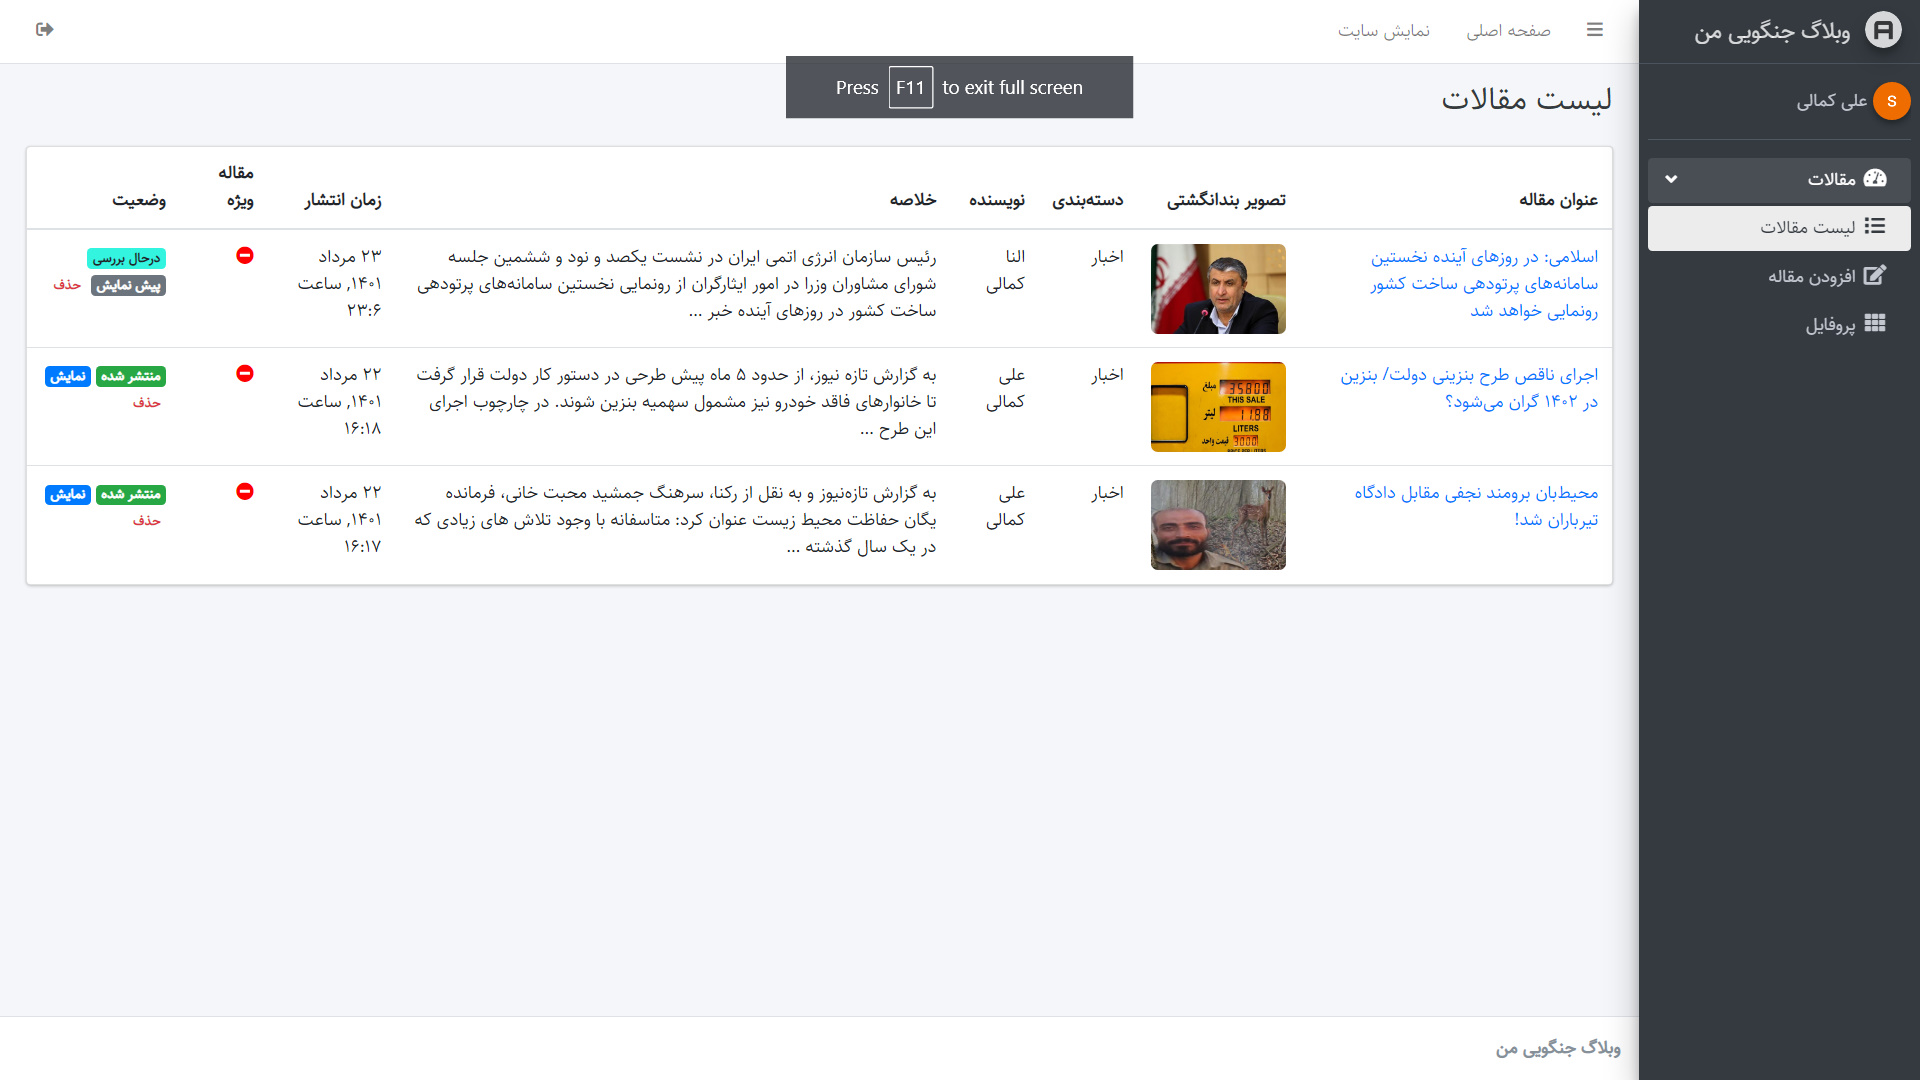 وبلاگ جنگویی من
صفحه اصلی
نمایش سایت
Press F11 to exit full screen
S
علی کمالی
مقالات
لیست مقالات
افزودن مقاله
پروفایل
لیست مقالات
عنوان مقاله
تصویر بندانگشتی
دسته‌بندی
نویسنده
خلاصه
زمان انتشار
مقاله
ویژه
وضعیت
اسلامی: در روزهای آینده نخستین
سامانه‌های پرتودهی ساخت کشور
رونمایی خواهد شد
اخبار
النا
کمالی
رئیس سازمان انرژی اتمی ایران در نشست یکصد و نود و ششمین جلسه
شورای مشاوران وزرا در امور ایثارگران از رونمایی نخستین سامانه‌های پرتودهی
ساخت کشور در روزهای آینده خبر ...
۲۳ مرداد
۱۴۰۱, ساعت
۲۳:۶
درحال بررسی
پیش نمایش حذف
اجرای ناقص طرح بنزینی دولت/ بنزین
در ۱۴۰۲ گران می‌شود؟
مبلغ 35800
THIS SALE
لیتر 11.88
LITERS
قیمت واحد 3000
اخبار
علی
کمالی
به گزارش تازه نیوز، از حدود ۵ ماه پیش طرحی در دستور کار دولت قرار گرفت
تا خانوارهای فاقد خودرو نیز مشمول سهمیه بنزین شوند. در چارچوب اجرای
این طرح ...
۲۲ مرداد
۱۴۰۱, ساعت
۱۶:۱۸
منتشر شده نمایش
حذف
محیط‌بان برومند نجفی مقابل دادگاه
تیرباران شد!
اخبار
علی
کمالی
به گزارش تازه‌نیوز و به نقل از رکنا، سرهنگ جمشید محبت خانی، فرمانده
یگان حفاظت محیط زیست عنوان کرد: متاسفانه با وجود تلاش های زیادی که
در یک سال گذشته ...
۲۲ مرداد
۱۴۰۱, ساعت
۱۶:۱۷
منتشر شده نمایش
حذف
وبلاگ جنگویی من